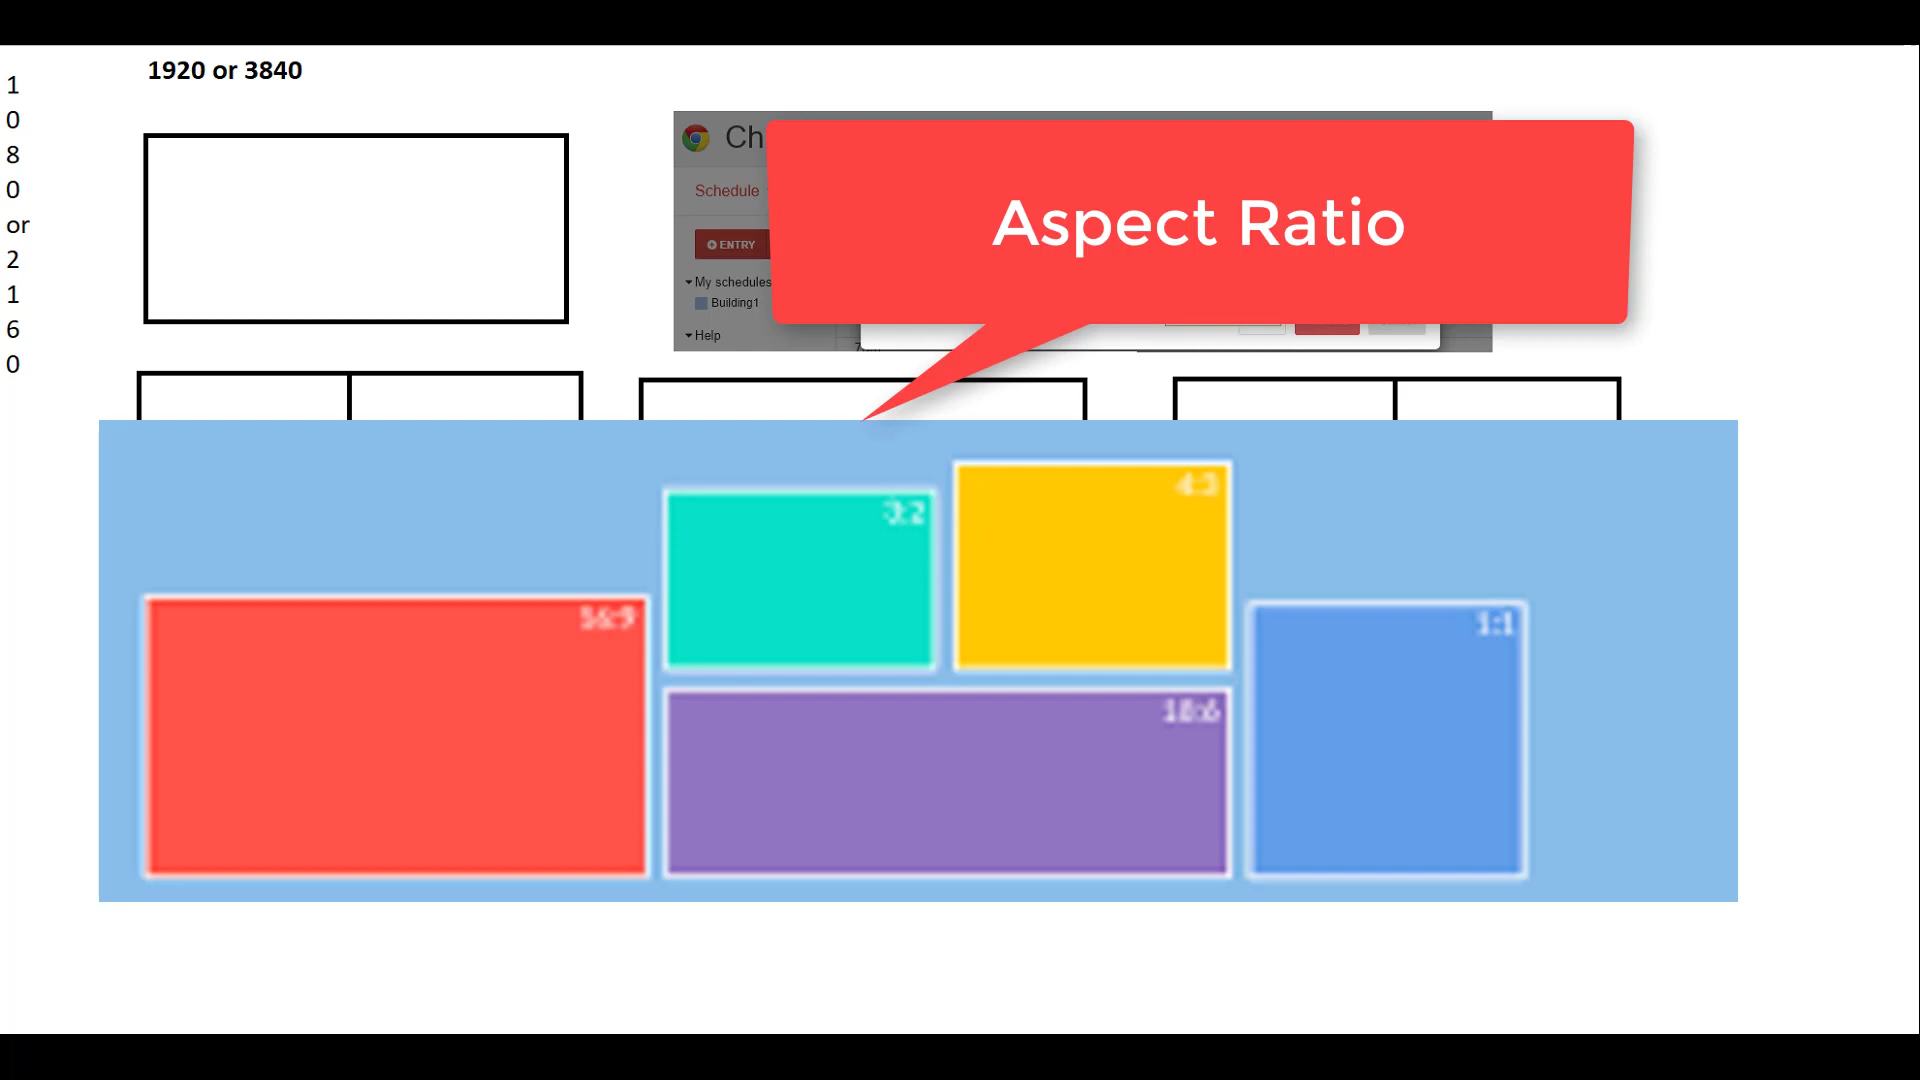 1920 or 3840
1
0
8
0
or
2
1
6
0
Ch
Schedule
ENTRY
My schedules
Building1
Help
Aspect Ratio
4:3
3:2
16:9
1:1
18:6